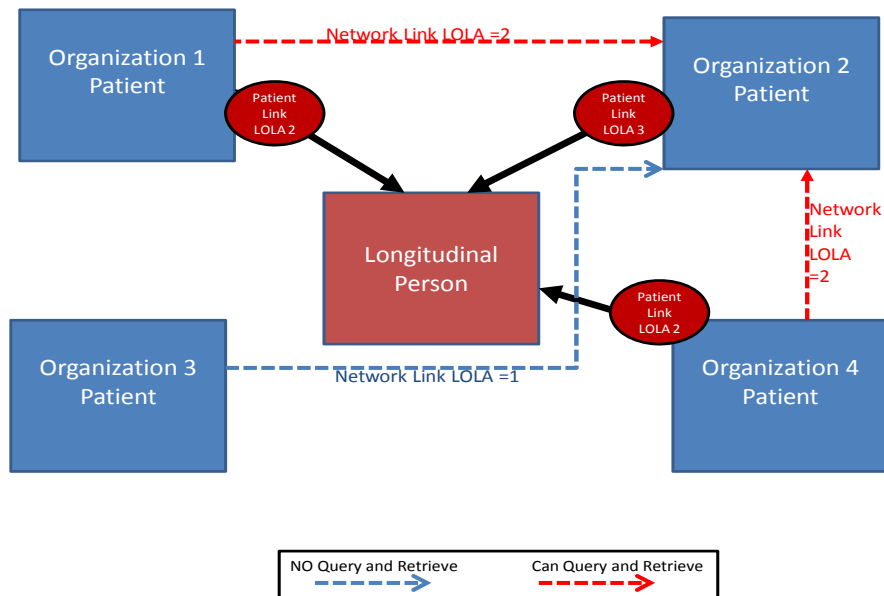 Network Link LOLA =2
Organization 1
Patient
Organization 2
Patient
Patient
Link
LOLA 2
Patient
Link
LOLA 3
Network
Link
LOLA
=2
Longitudinal
Person
Patient
Link
LOLA 2
Organization 3
Patient
Network Link LOLA =1
Organization 4
Patient
NO Query and Retrieve
Can Query and Retrieve